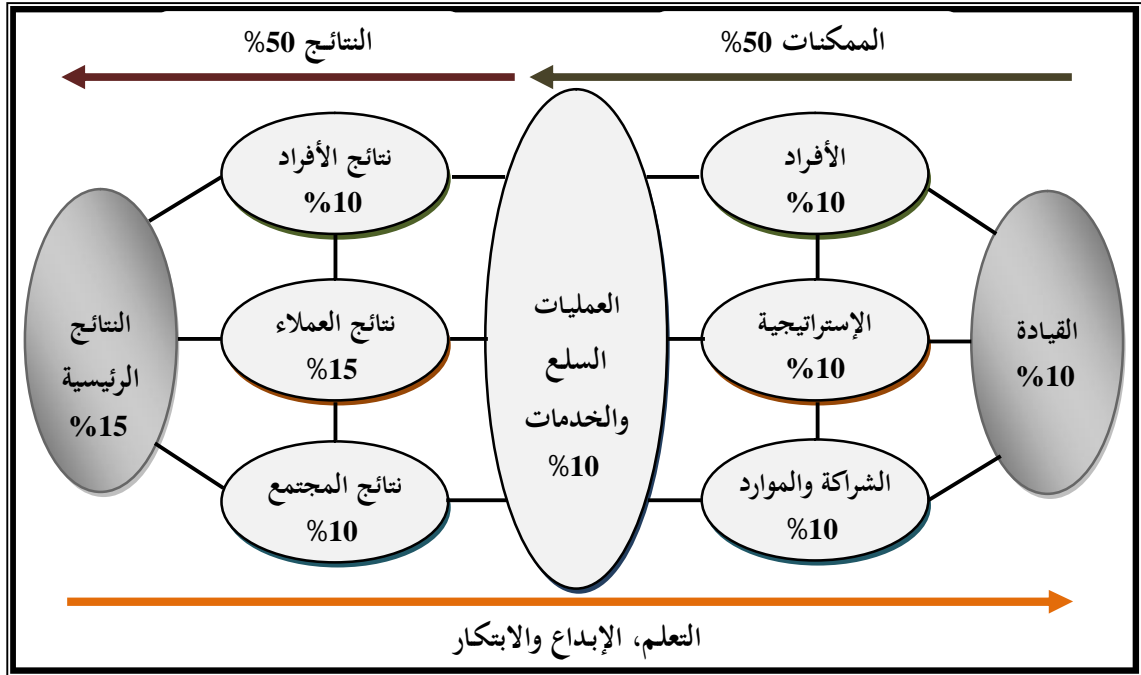 الممكنات 50%
النتائج 50%
القيادة
10%
الأفراد
10%
الإستراتيجية
10%
الشراكة والموارد
10%
العمليات
السلع
والخدمات
10%
نتائج الأفراد
10%
نتائج العملاء
15%
نتائج المجتمع
10%
النتائج
الرئيسية
15%
التعلم، الإبداع والابتكار